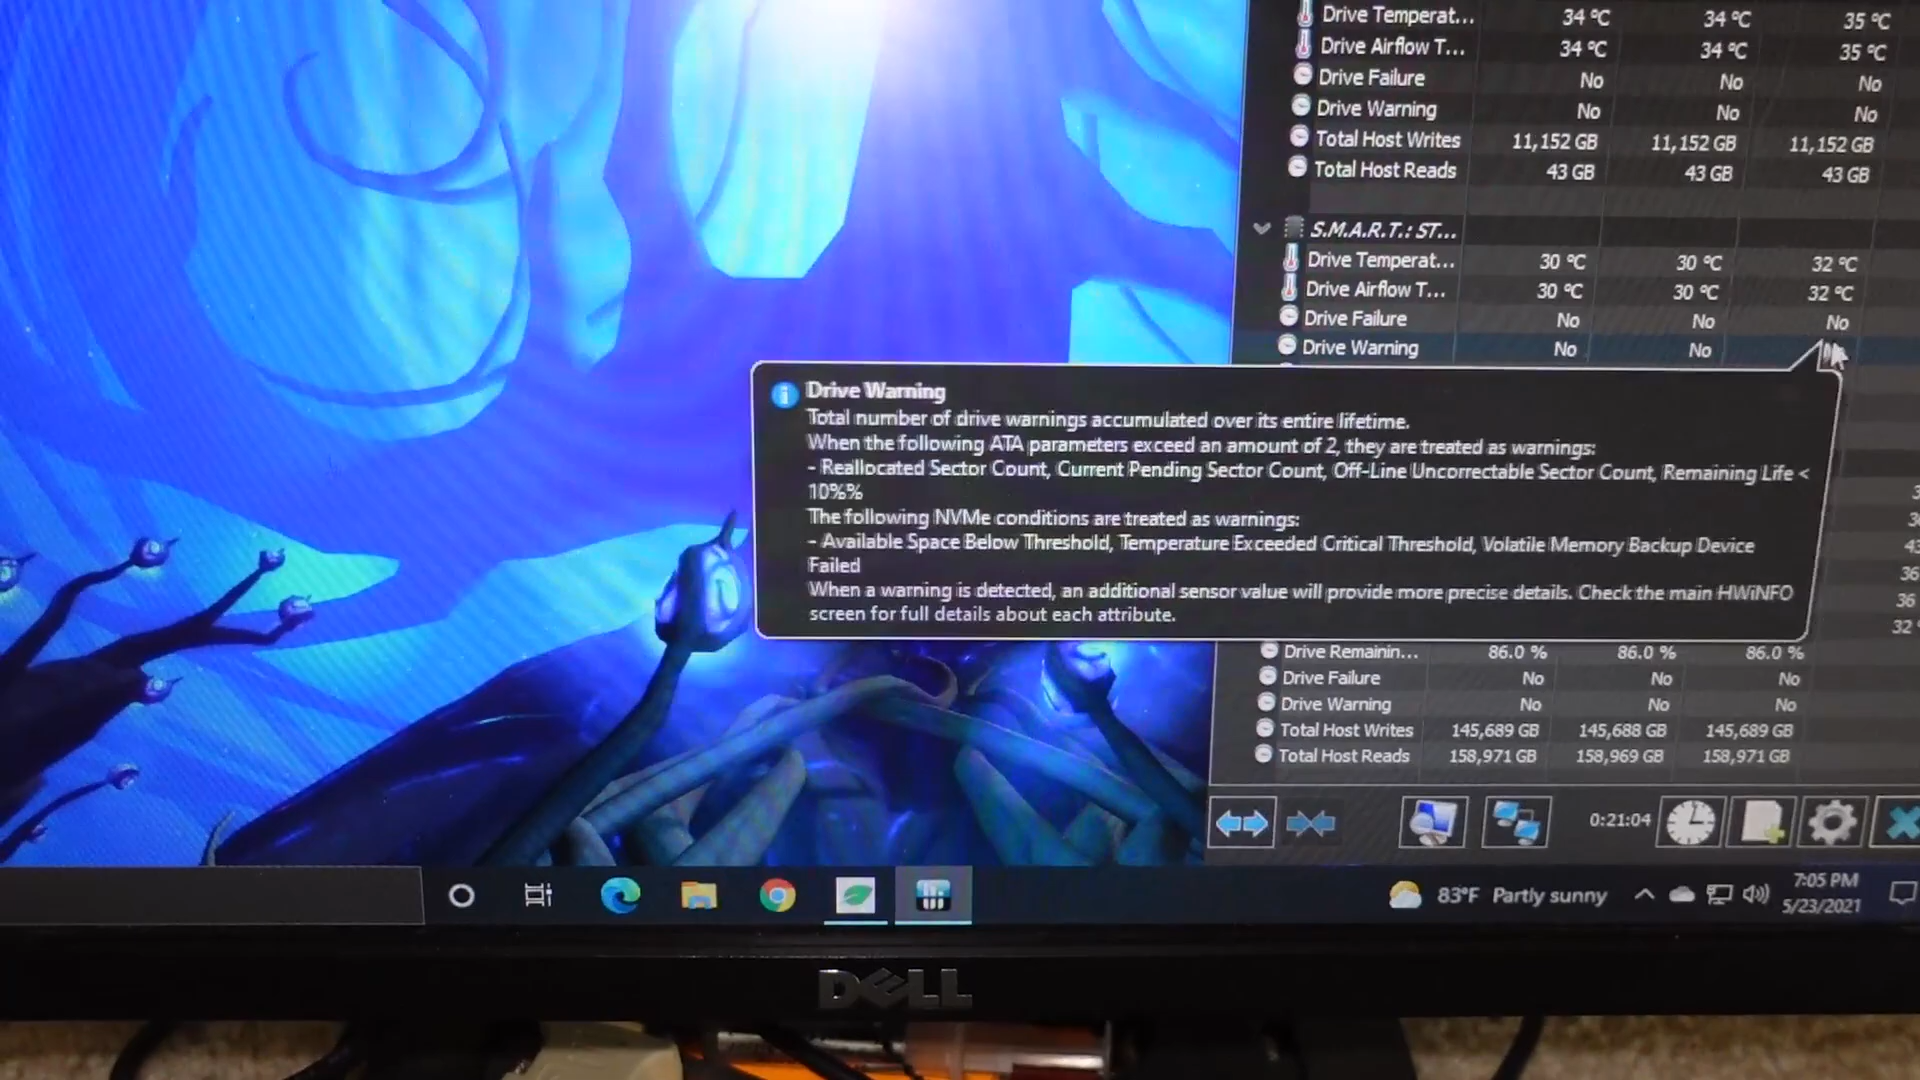 Drive Temperat... 34 °C 34 °C 35 °C
Drive Airflow T... 34 °C 34 °C 35 °C
Drive Failure No No No
Drive Warning No No No
Total Host Writes 11,152 GB 11,152 GB 11,152 GB
Total Host Reads 43 GB 43 GB 43 GB
S.M.A.R.T.: ST...
Drive Temperat... 30 °C 30 °C 32 °C
Drive Airflow T... 30 °C 30 °C 32 °C
Drive Failure No No No
Drive Warning No No
Drive Warning
Total number of drive warnings accumulated over its entire lifetime.
When the following ATA parameters exceed an amount of 2, they are treated as warnings:
- Reallocated Sector Count, Current Pending Sector Count, Off-Line Uncorrectable Sector Count, Remaining Life <
10%%
The following NVMe conditions are treated as warnings:
- Available Space Below Threshold, Temperature Exceeded Critical Threshold, Volatile Memory Backup Device
Failed
When a warning is detected, an additional sensor value will provide more precise details. Check the main HWiNFO
screen for full details about each attribute.
36
36
32 °
Drive Remainin... 86.0 % 86.0 % 86.0 %
Drive Failure No No No
Drive Warning No No No
Total Host Writes 145,689 GB 145,688 GB 145,689 GB
Total Host Reads 158,971 GB 158,969 GB 158,971 GB
0:21:04
83°F Partly sunny
7:05 PM
5/23/2021
DELL